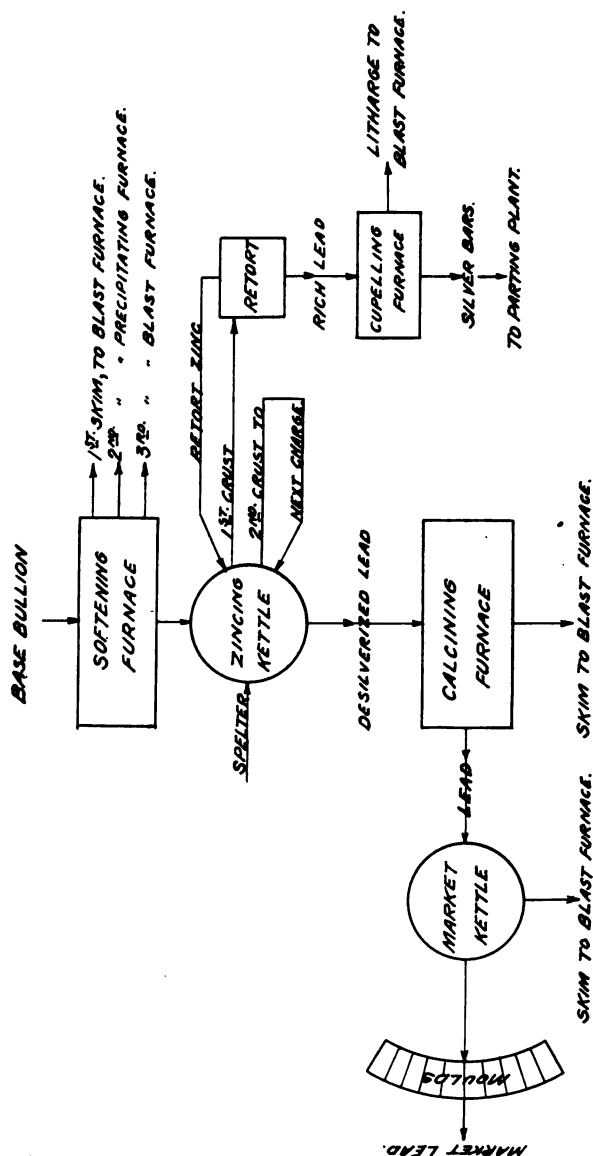 BASE BULLION
SOFTENING
FURNACE
1ST. SKIM, TO BLAST FURNACE.
2ND. " " PRECIPITATING FURNACE.
3RD. " " BLAST FURNACE.
SPELTER
ZINCING
KETTLE
RETORT ZING
1ST. CRUST
2ND. CRUST TO
NEXT CHARGE.
RETORT
RICH LEAD
CUPELLING
FURNACE
LITHARGE TO
BLAST FURNACE.
SILVER BARS.
TO PARTING PLANT.
DESILVERIZED LEAD
CALCINING
FURNACE
SKIM TO BLAST FURNACE.
LEAD
MARKET
KETTLE
SKIM TO BLAST FURNACE.
MOULDS
MARKET LEAD.